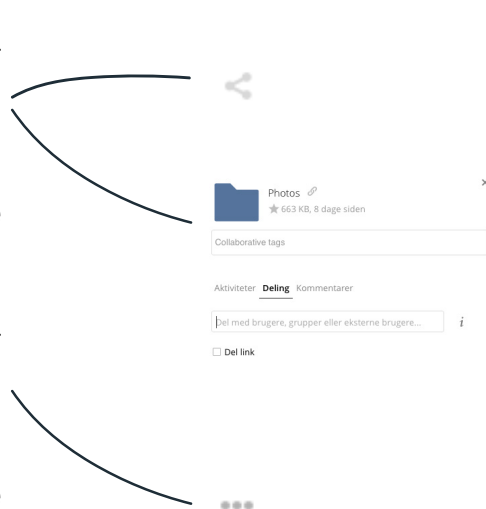 Photos
663 KB, 8 dage siden
Collaborative tags
Aktiviteter Deling Kommentarer
Del med brugere, grupper eller eksterne brugere... i
Del link